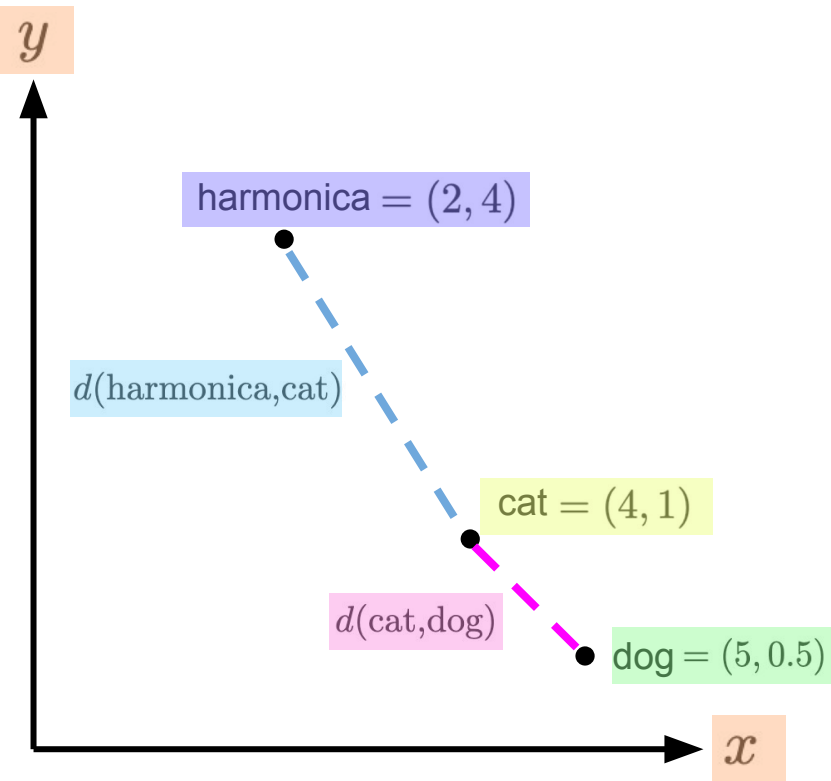 y
harmonica = (2, 4)
d(harmonica,cat)
cat = (4, 1)
d(cat,dog)
dog = (5, 0.5)
x